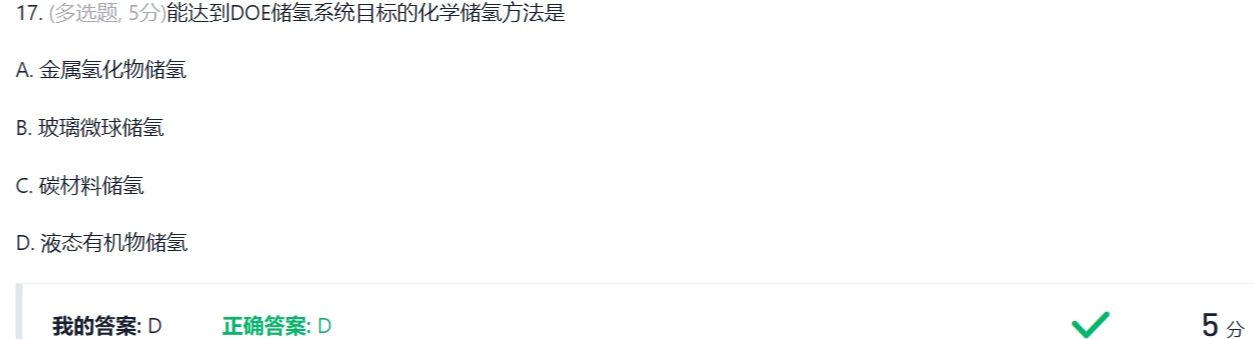 17. (多选题, 5分)能达到DOE储氢系统目标的化学储氢方法是
A. 金属氢化物储氢
B. 玻璃微球储氢
C. 碳材料储氢
D. 液态有机物储氢
我的答案: D 正确答案: D 5 分